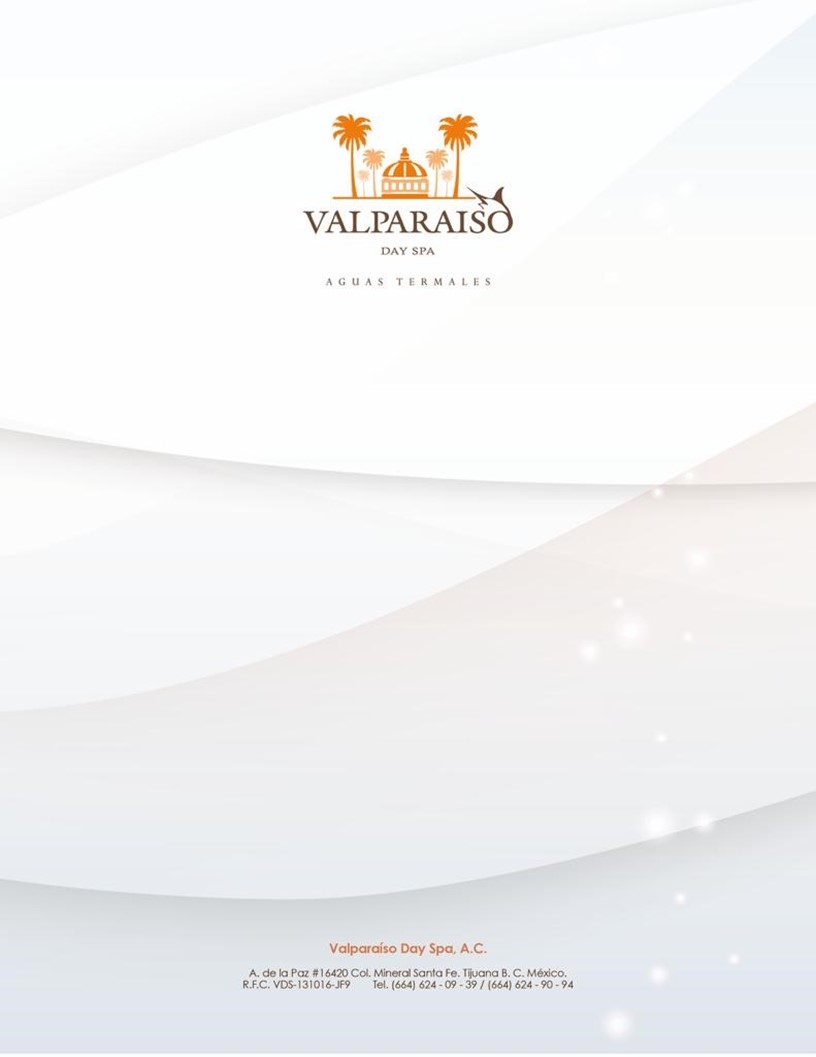 VALPARAISO
DAY SPA
AGUAS TERMALES
Valparaíso Day Spa, A.C.
A. de la Paz #16420 Col. Mineral Santa Fe. Tijuana B. C. México.
R.F.C. VDS-131016-JF9 Tel. (664) 624 - 09 - 39 / (664) 624 - 90 - 94